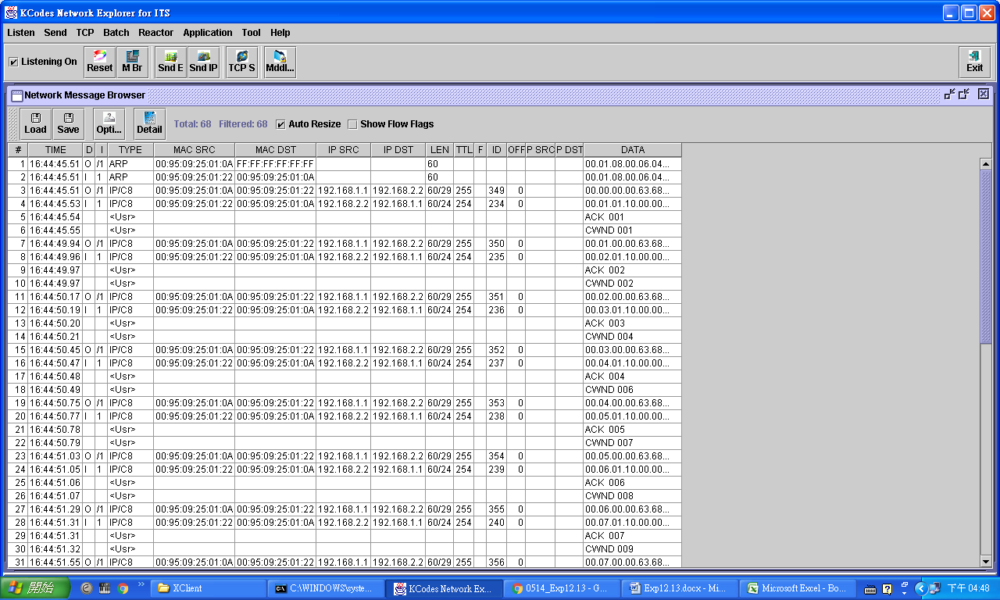 KCodes Network Explorer for ITS
Listen Send TCP Batch Reactor Application Tool Help
Listening On Reset M Br Snd E Snd IP TCP S Mddl... Exit
Network Message Browser
Load Save Opti... Detail Total: 68 Filtered: 68 Auto Resize Show Flow Flags
# TIME D I TYPE MAC SRC MAC DST IP SRC IP DST LEN TTL F ID OFF P SRC P DST DATA
1 16:44:45.51 O /1 ARP 00:95:09:25:01:0A FF:FF:FF:FF:FF:FF 60 00.01.08.00.06.04...
2 16:44:45.51 I 1 ARP 00:95:09:25:01:22 00:95:09:25:01:0A 60 00.01.08.00.06.04...
3 16:44:45.51 O /1 IP/C8 00:95:09:25:01:0A 00:95:09:25:01:22 192.168.1.1 192.168.2.2 60/29 255 349 0 00.00.00.00.63.68...
4 16:44:45.53 I 1 IP/C8 00:95:09:25:01:22 00:95:09:25:01:0A 192.168.2.2 192.168.1.1 60/24 254 234 0 00.01.01.10.00.00...
5 16:44:45.54 <Usr> ACK 001
6 16:44:45.55 <Usr> CWND 001
7 16:44:49.94 O /1 IP/C8 00:95:09:25:01:0A 00:95:09:25:01:22 192.168.1.1 192.168.2.2 60/29 255 350 0 00.01.00.00.63.68...
8 16:44:49.96 I 1 IP/C8 00:95:09:25:01:22 00:95:09:25:01:0A 192.168.2.2 192.168.1.1 60/24 254 235 0 00.02.01.10.00.00...
9 16:44:49.97 <Usr> ACK 002
10 16:44:49.97 <Usr> CWND 002
11 16:44:50.17 O /1 IP/C8 00:95:09:25:01:0A 00:95:09:25:01:22 192.168.1.1 192.168.2.2 60/29 255 351 0 00.02.00.00.63.68...
12 16:44:50.19 I 1 IP/C8 00:95:09:25:01:22 00:95:09:25:01:0A 192.168.2.2 192.168.1.1 60/24 254 236 0 00.03.01.10.00.00...
13 16:44:50.20 <Usr> ACK 003
14 16:44:50.21 <Usr> CWND 004
15 16:44:50.45 O /1 IP/C8 00:95:09:25:01:0A 00:95:09:25:01:22 192.168.1.1 192.168.2.2 60/29 255 352 0 00.03.00.00.63.68...
16 16:44:50.47 I 1 IP/C8 00:95:09:25:01:22 00:95:09:25:01:0A 192.168.2.2 192.168.1.1 60/24 254 237 0 00.04.01.10.00.00...
17 16:44:50.48 <Usr> ACK 004
18 16:44:50.49 <Usr> CWND 006
19 16:44:50.75 O /1 IP/C8 00:95:09:25:01:0A 00:95:09:25:01:22 192.168.1.1 192.168.2.2 60/29 255 353 0 00.04.00.00.63.68...
20 16:44:50.77 I 1 IP/C8 00:95:09:25:01:22 00:95:09:25:01:0A 192.168.2.2 192.168.1.1 60/24 254 238 0 00.05.01.10.00.00...
21 16:44:50.78 <Usr> ACK 005
22 16:44:50.79 <Usr> CWND 007
23 16:44:51.03 O /1 IP/C8 00:95:09:25:01:0A 00:95:09:25:01:22 192.168.1.1 192.168.2.2 60/29 255 354 0 00.05.00.00.63.68...
24 16:44:51.05 I 1 IP/C8 00:95:09:25:01:22 00:95:09:25:01:0A 192.168.2.2 192.168.1.1 60/24 254 239 0 00.06.01.10.00.00...
25 16:44:51.06 <Usr> ACK 006
26 16:44:51.07 <Usr> CWND 008
27 16:44:51.29 O /1 IP/C8 00:95:09:25:01:0A 00:95:09:25:01:22 192.168.1.1 192.168.2.2 60/29 255 355 0 00.06.00.00.63.68...
28 16:44:51.31 I 1 IP/C8 00:95:09:25:01:22 00:95:09:25:01:0A 192.168.2.2 192.168.1.1 60/24 254 240 0 00.07.01.10.00.00...
29 16:44:51.31 <Usr> ACK 007
30 16:44:51.32 <Usr> CWND 009
31 16:44:51.55 O /1 IP/C8 00:95:09:25:01:0A 00:95:09:25:01:22 192.168.1.1 192.168.2.2 60/29 255 356 0 00.07.00.00.63.68...
開始 XClient C:\WINDOWS\syste... KCodes Network Ex... 0514_Exp12.13 - G... Exp12.13.docx - Mi... Microsoft Excel - Bo... 下午 04:48